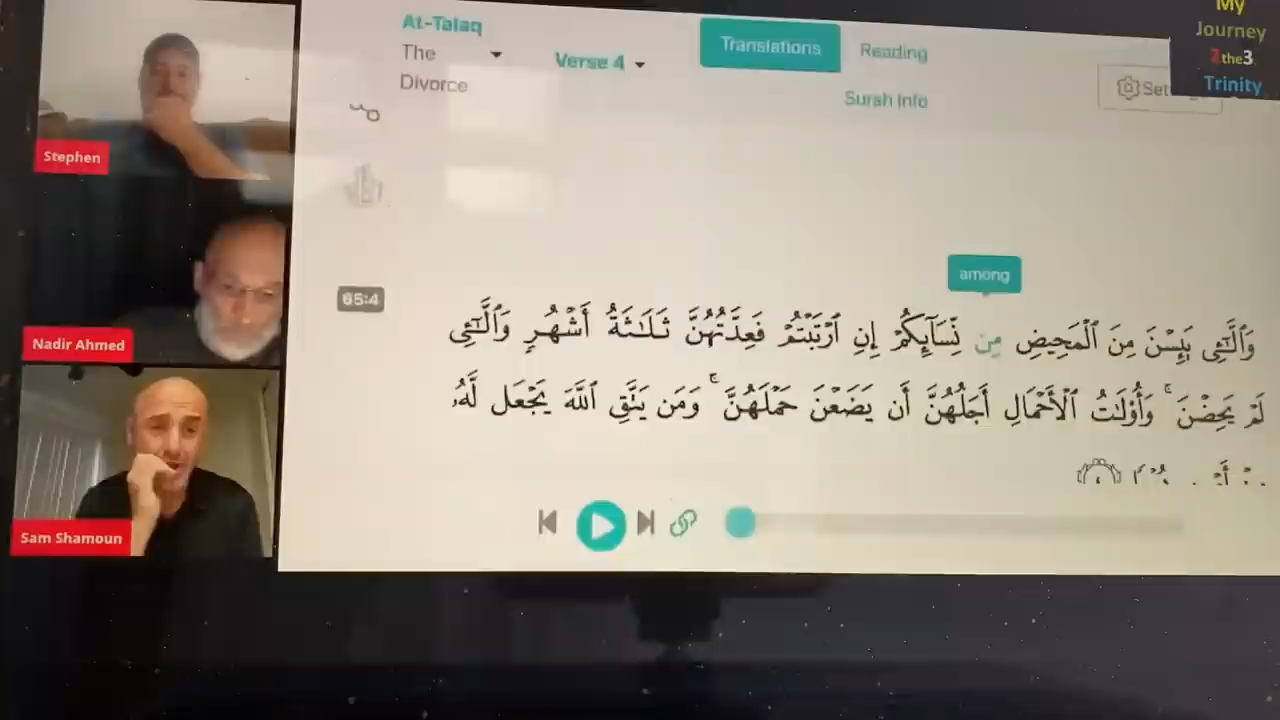 My
Journey
2the3
Trinity
At-Talaq
The
Divorce
Verse 4
Translations
Reading
Surah Info
Stephen
Nadir Ahmed
Sam Shamoun
65:4
among
وَٱلَّـٰٓـِٔى يَئِسْنَ مِنَ ٱلْمَحِيضِ مِن نِّسَآئِكُمْ إِنِ ٱرْتَبْتُمْ فَعِدَّتُهُنَّ ثَلَـٰثَةُ أَشْهُرٍ وَٱلَّـٰٓـِٔى
لَمْ يَحِضْنَ ۚ وَأُو۟لَـٰتُ ٱلْأَحْمَالِ أَجَلُهُنَّ أَن يَضَعْنَ حَمْلَهُنَّ ۚ وَمَن يَتَّقِ ٱللَّهَ يَجْعَل لَّهُۥ